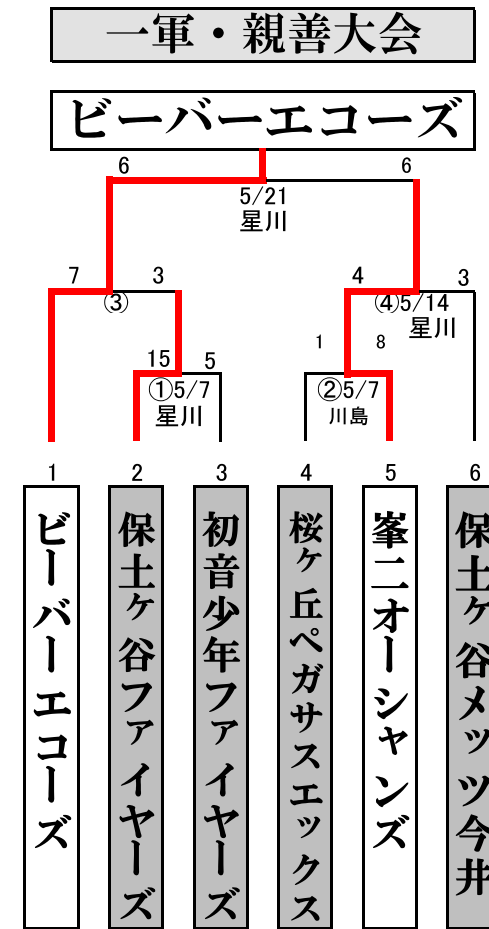 一軍・親善大会
ビーバーエコーズ
6 6
5/21
星川
7 3 4 3
③ ④5/14
星川
1 8
15 5
①5/7 ②5/7
星川 川島
1 2 3 4 5 6
ビーバーエコーズ
保土ケ谷ファイヤーズ
初音少年ファイヤーズ
桜ケ丘ペガサスエックス
峯二オーシャンズ
保土ケ谷メッツ今井